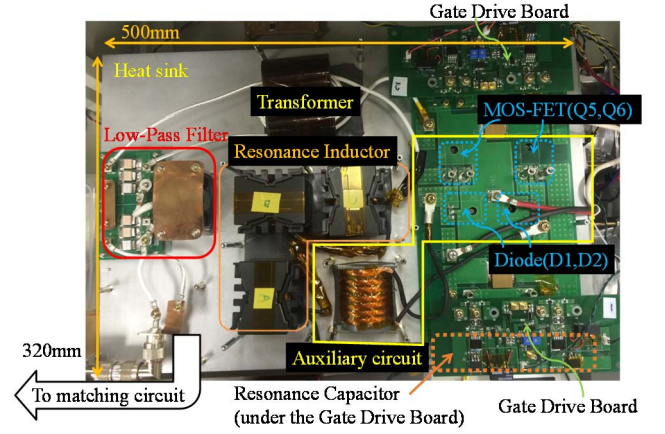 Gate Drive Board
500mm
Heat sink
Transformer
MOS-FET(Q5,Q6)
Low-Pass Filter
Resonance Inductor
Diode(D1,D2)
320mm
Auxiliary circuit
To matching circuit
Resonance Capacitor
(under the Gate Drive Board)
Gate Drive Board